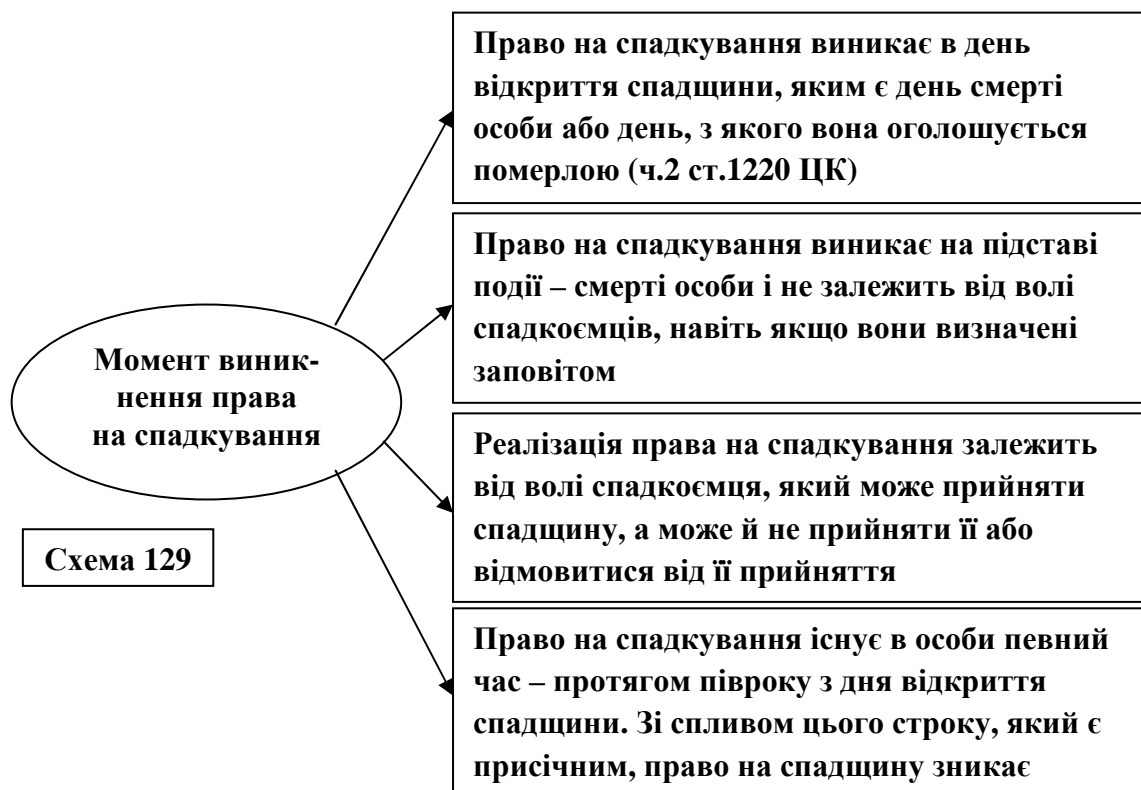 Право на спадкування виникає в день
відкриття спадщини, яким є день смерті
особи або день, з якого вона оголошується
померлою (ч.2 ст.1220 ЦК)
Право на спадкування виникає на підставі
події – смерті особи і не залежить від волі
спадкоємців, навіть якщо вони визначені
заповітом
Момент виник-
нення права
на спадкування
Реалізація права на спадкування залежить
від волі спадкоємця, який може прийняти
спадщину, а може й не прийняти її або
відмовитися від її прийняття
Схема 129
Право на спадкування існує в особи певний
час – протягом півроку з дня відкриття
спадщини. Зі спливом цього строку, який є
присічним, право на спадщину зникає